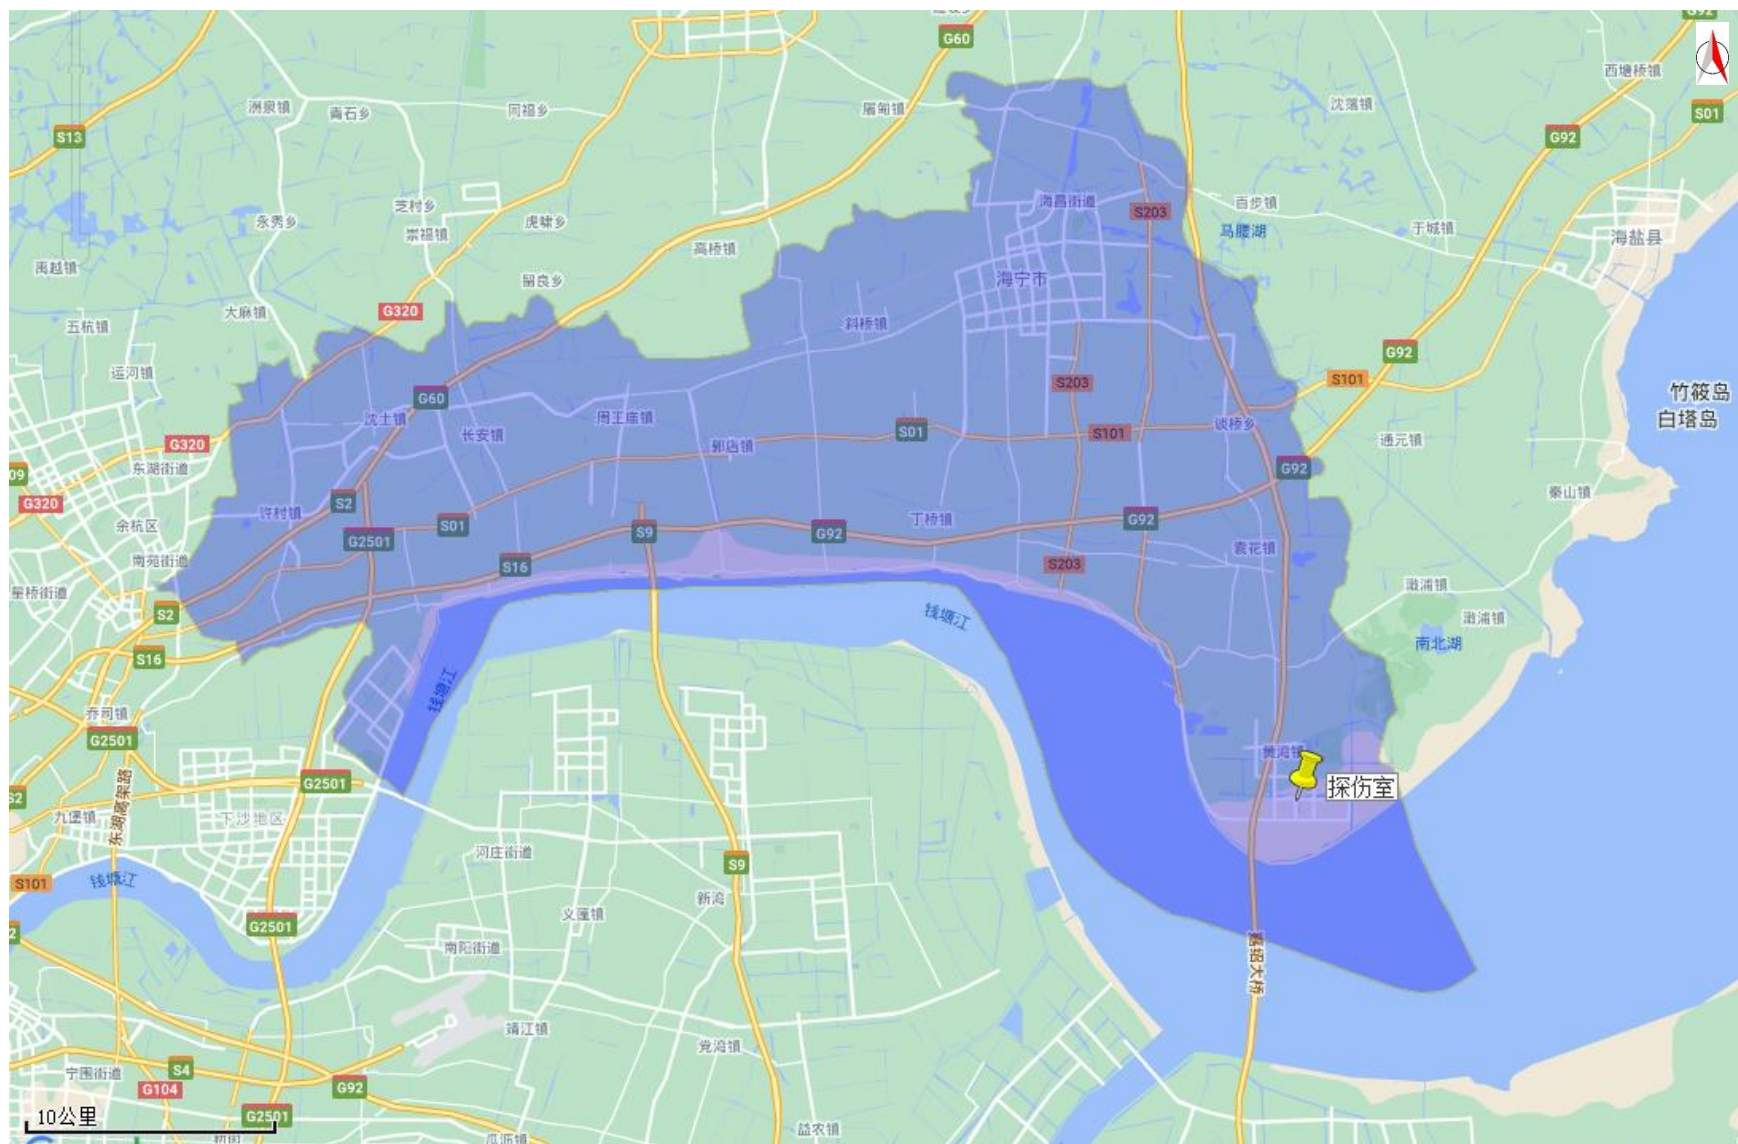 建设乡
G60
G92
西塘桥镇
S01
洲泉镇
青石乡
同福乡
屠甸镇
沈荡镇
S13
G92
芝村乡
永秀乡
崇福镇
虎啸乡
高桥镇
海昌街道
S203
百步镇
马腰湖
于城镇
海盐县
禹越镇
留良乡
海宁市
五杭镇
大麻镇
G320
斜桥镇
运河镇
G60
S203
S101
G92
竹筱岛
白塔岛
沈士镇
长安镇
周王庙镇
郭店镇
S01
S101
谈桥乡
通元镇
G320
东湖街道
09
G320
S2
许村镇
余杭区
G2501
S01
S9
G92
丁桥镇
G92
G92
秦山镇
南苑街道
S16
S203
袁花镇
星桥街道
S2
钱塘江
澉浦镇
澉浦镇
S16
南北湖
钱塘江
乔司镇
G2501
黄湾镇
G2501
探伤室
S2
东湖高架路
九堡镇
下沙地区
河庄街道
S9
S101
钱塘江
新湾
义蓬镇
G2501
2
南阳街道
嘉绍大桥
靖江镇
党湾镇
S4
宁围街道
G104
G92
10公里
G2501
瓜沥镇
益农镇